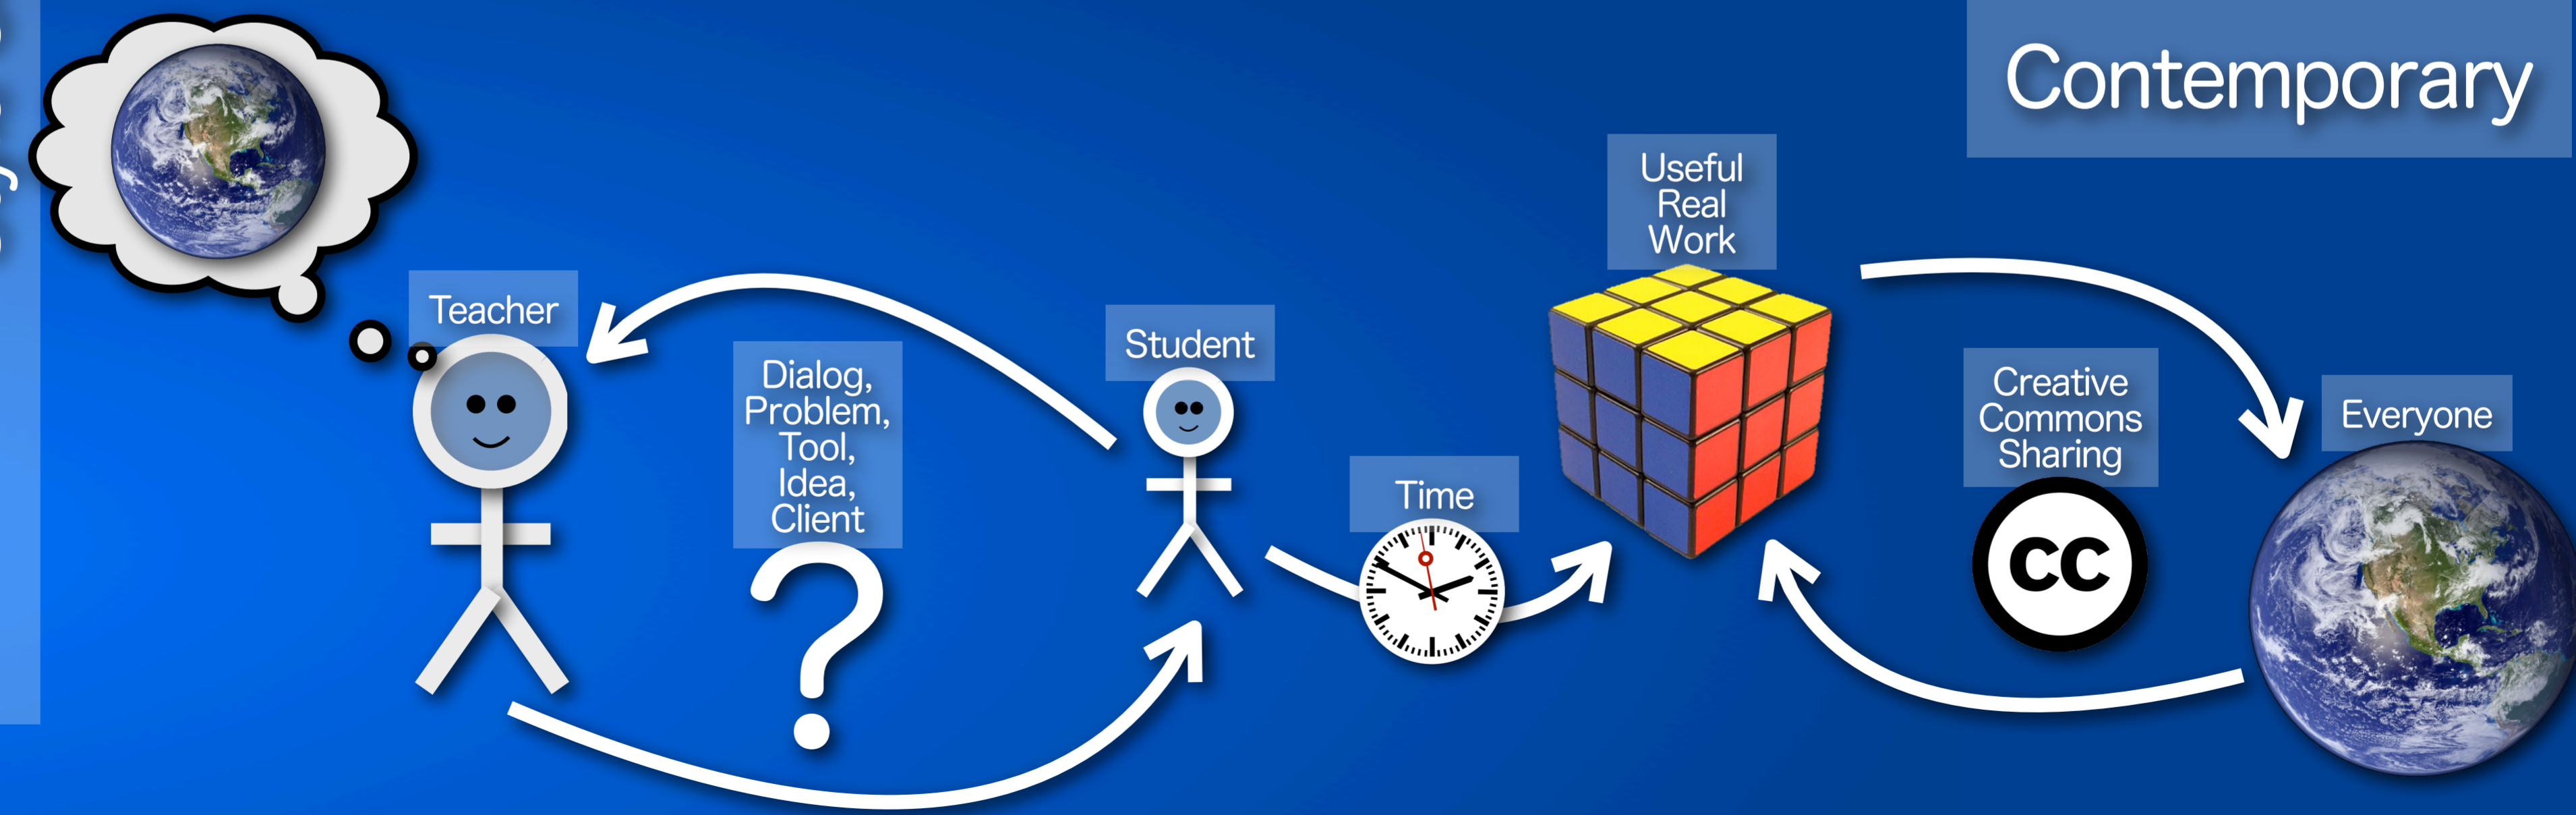 Contemporary
Teacher
Dialog,
Problem,
Tool,
Idea,
Client
Student
Time
Useful
Real
Work
Creative
Commons
Sharing
cc
Everyone